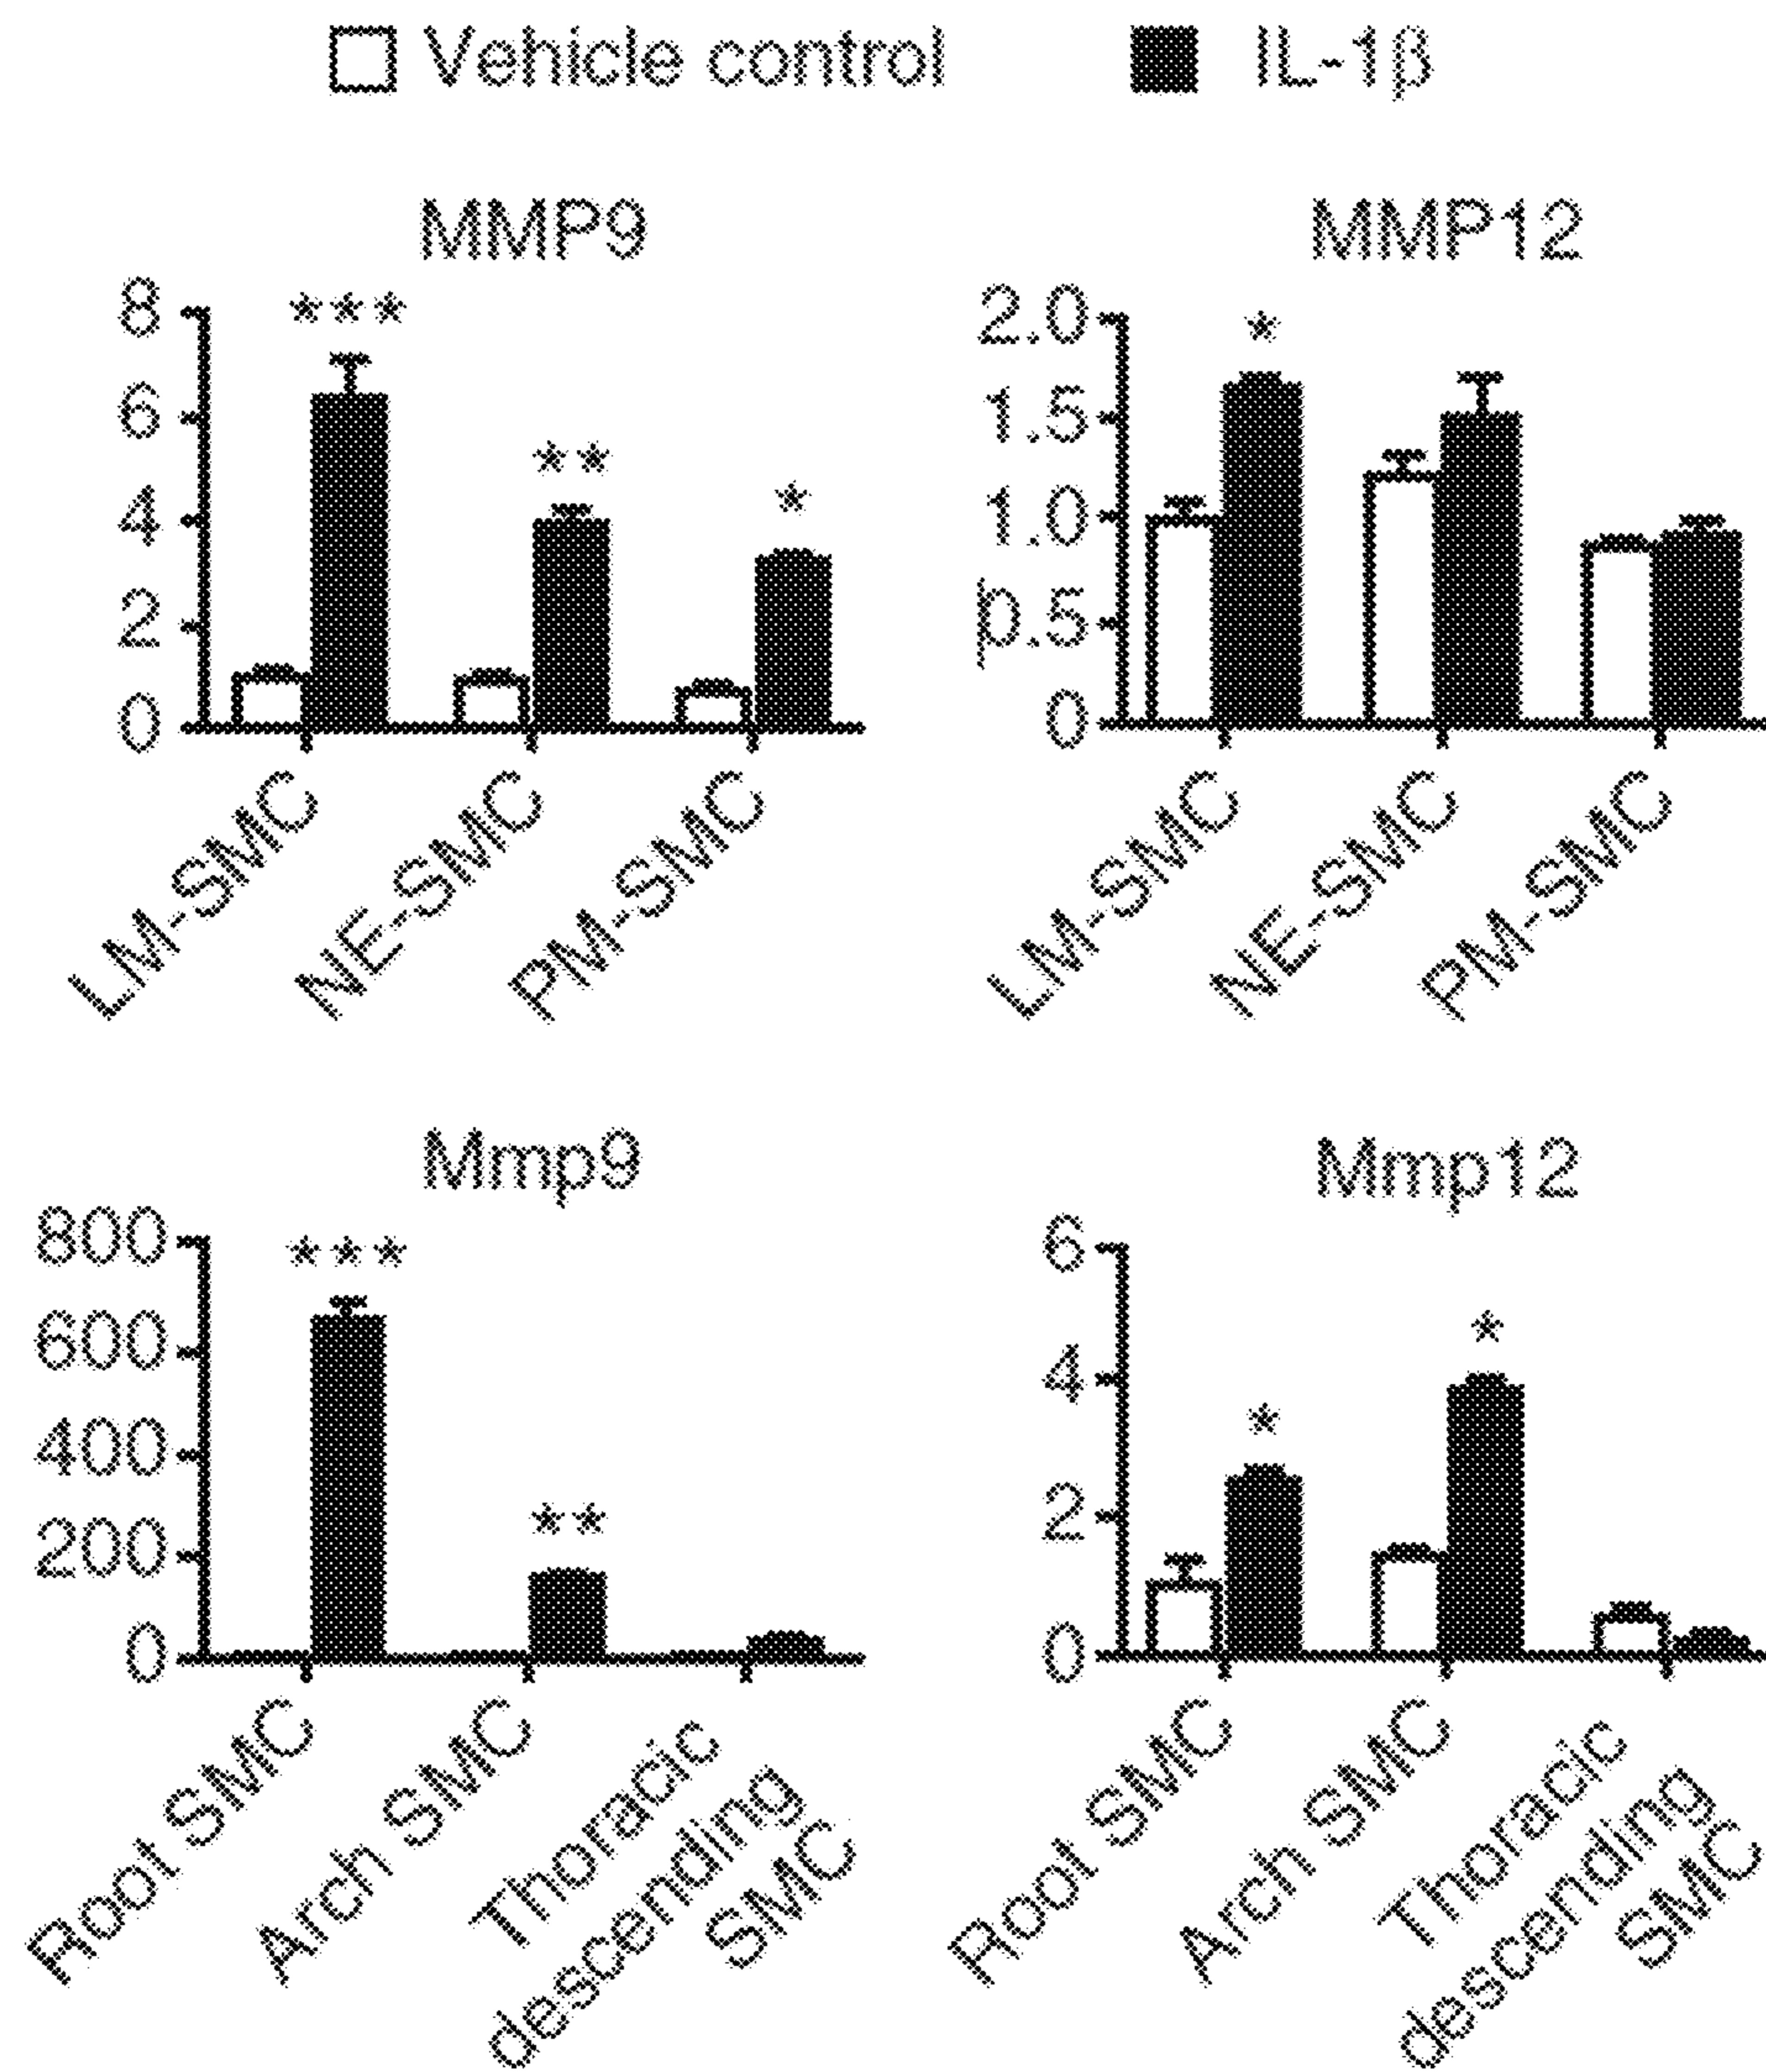 Vehicle control IL-1β
MMP9
8
6
4
2
0
***
**
*
LM-SMC
NE-SMC
PM-SMC
MMP12
2.0
1.5
1.0
0.5
0
*
LM-SMC
NE-SMC
PM-SMC
Mmp9
800
600
400
200
0
***
**
Root SMC
Arch SMC
Thoracic
descending
SMC
Mmp12
6
4
2
0
*
*
Root SMC
Arch SMC
Thoracic
descending
SMC